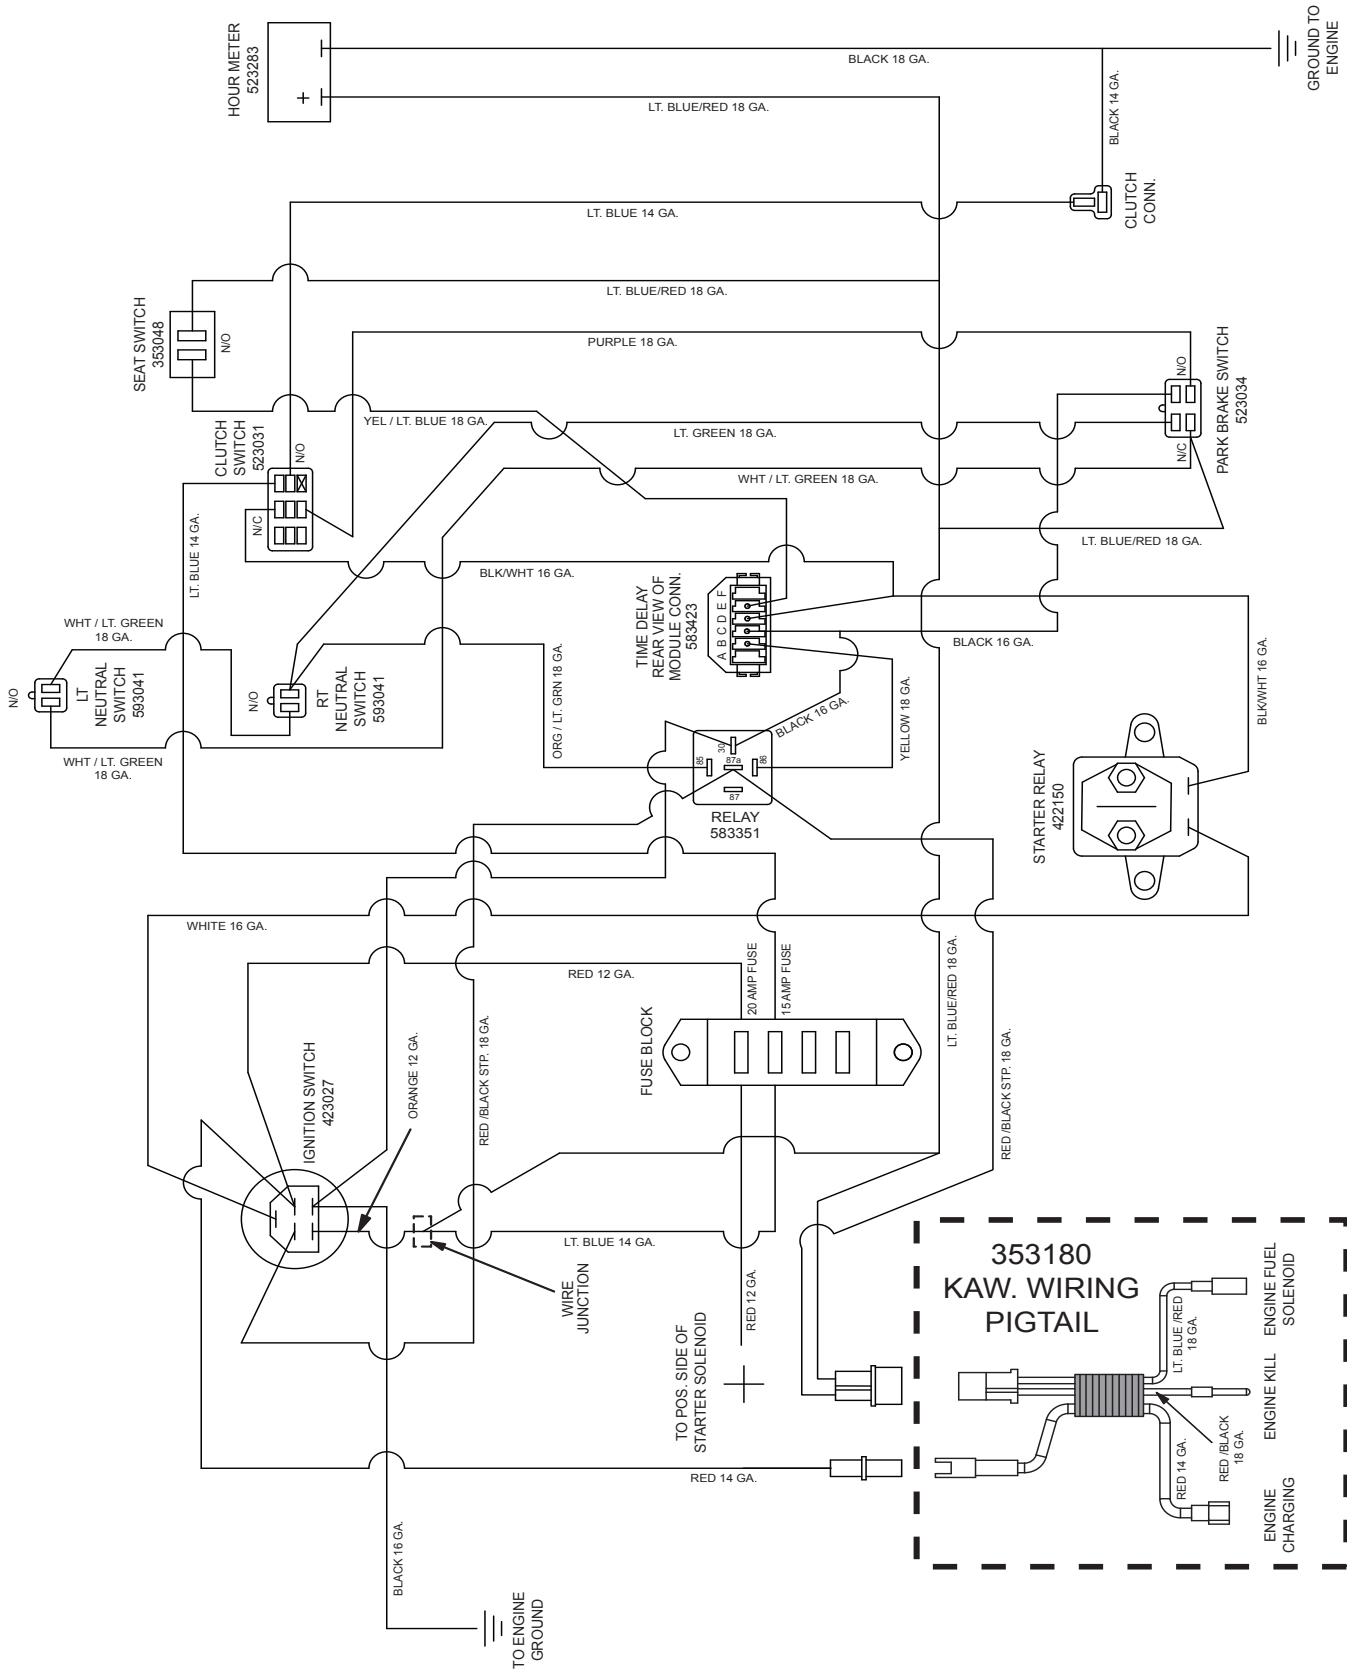 HOUR METER
523283
+
BLACK 18 GA.
GROUND TO
ENGINE
LT. BLUE/RED 18 GA.
BLACK 14 GA.
CLUTCH
CONN.
LT. BLUE 14 GA.
LT. BLUE/RED 18 GA.
SEAT SWITCH
353048
N/O
PURPLE 18 GA.
YEL / LT. BLUE 18 GA.
LT. GREEN 18 GA.
N/O
N/C
PARK BRAKE SWITCH
523034
CLUTCH
SWITCH
523031
N/O
N/C
WHT / LT. GREEN 18 GA.
LT. BLUE/RED 18 GA.
LT. BLUE 14 GA.
BLK/WHT 16 GA.
TIME DELAY
REAR VIEW OF
MODULE CONN.
583423
A B C D E F
BLACK 16 GA.
WHT / LT. GREEN
18 GA.
N/O
LT
NEUTRAL
SWITCH
593041
N/O
RT
NEUTRAL
SWITCH
593041
ORG / LT. GRN 18 GA.
BLACK 16 GA.
YELLOW 18 GA.
BLK/WHT 16 GA.
WHT / LT. GREEN
18 GA.
30
85
87a
86
87
RELAY
583351
STARTER RELAY
422150
WHITE 16 GA.
RED 12 GA.
20 AMP FUSE
15 AMP FUSE
LT. BLUE/RED 18 GA.
FUSE BLOCK
IGNITION SWITCH
423027
ORANGE 12 GA.
RED /BLACK STP. 18 GA.
RED /BLACK STP. 18 GA.
LT. BLUE 14 GA.
WIRE
JUNCTION
RED 12 GA.
TO POS. SIDE OF
STARTER SOLENOID
RED 14 GA.
BLACK 16 GA.
TO ENGINE
GROUND
353180
KAW. WIRING
PIGTAIL
LT. BLUE /RED
18 GA.
ENGINE FUEL
SOLENOID
ENGINE KILL
RED /BLACK
18 GA.
RED 14 GA.
ENGINE
CHARGING